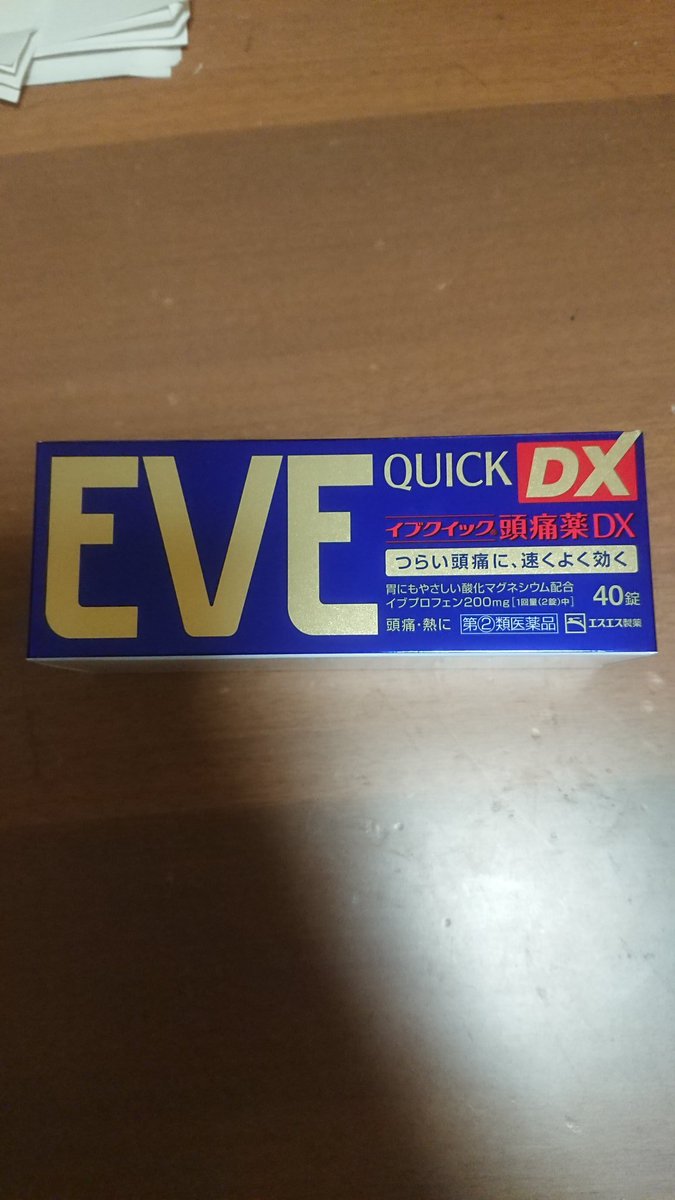 EVE
QUICK DX
イブクイック® 頭痛薬DX
つらい頭痛に、速くよく効く
胃にもやさしい酸化マグネシウム配合
イブプロフェン200mg[1回量(2錠)中]
40錠
頭痛・熱に 指②類医薬品 エスエス製薬